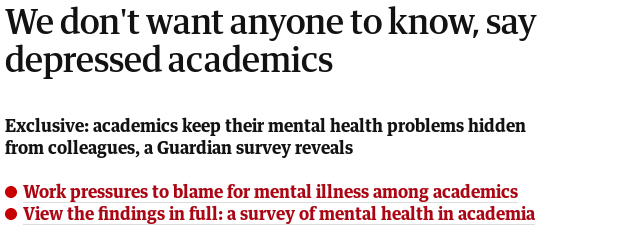 We don't want anyone to know, say
depressed academics
Exclusive: academics keep their mental health problems hidden
from colleagues, a Guardian survey reveals
Work pressures to blame for mental illness among academics
View the findings in full: a survey of mental health in academia